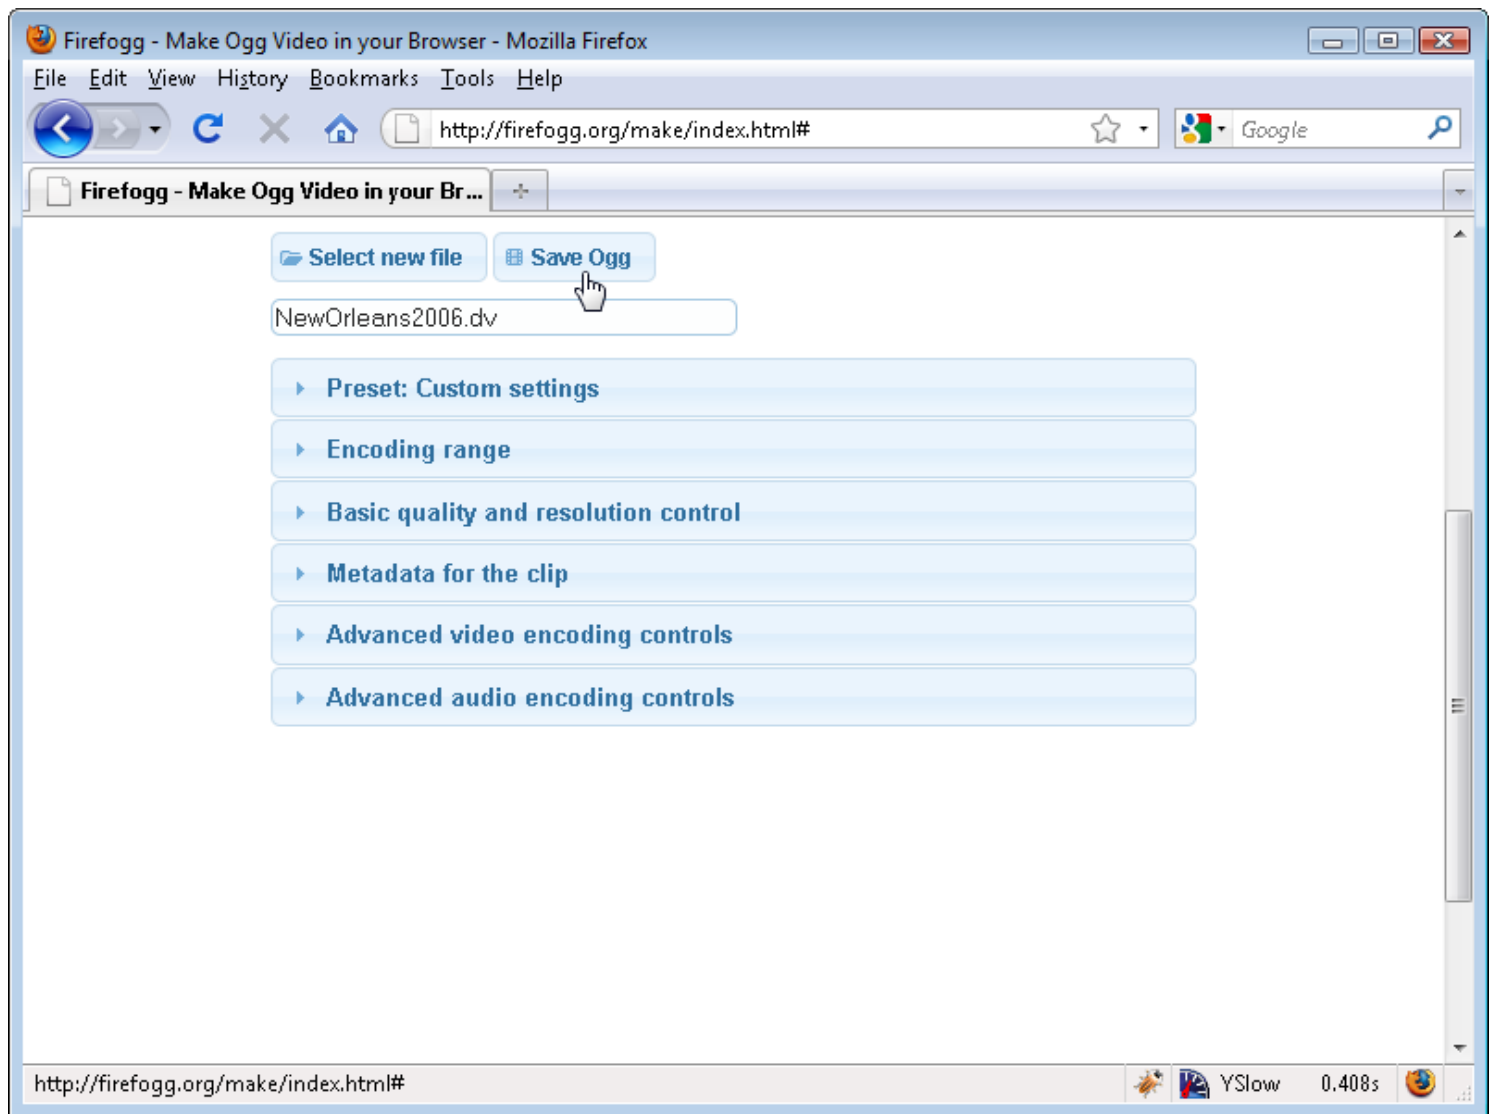 Firefogg - Make Ogg Video in your Browser - Mozilla Firefox
File Edit View History Bookmarks Tools Help
http://firefogg.org/make/index.html# Google
Firefogg - Make Ogg Video in your Br...
Select new file Save Ogg
NewOrleans2006.dv
Preset: Custom settings
Encoding range
Basic quality and resolution control
Metadata for the clip
Advanced video encoding controls
Advanced audio encoding controls
http://firefogg.org/make/index.html# YSlow 0.408s